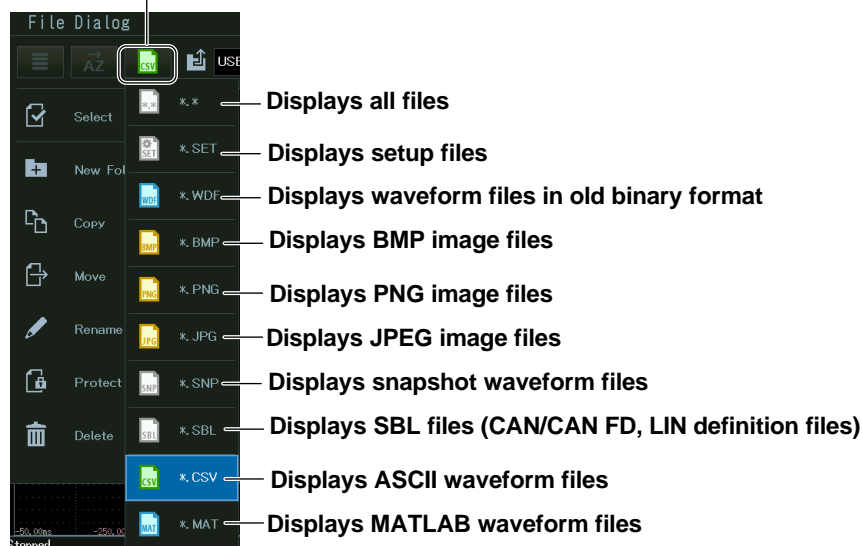 File Dialog
AZ CSV USB
*.* Displays all files
Select
SET *.SET Displays setup files
New Fol
WDF *.WDF Displays waveform files in old binary format
Copy
BMP *.BMP Displays BMP image files
Move
PNG *.PNG Displays PNG image files
Rename
JPG *.JPG Displays JPEG image files
Protect
SNP *.SNP Displays snapshot waveform files
Delete
SBL *.SBL Displays SBL files (CAN/CAN FD, LIN definition files)
CSV *.CSV Displays ASCII waveform files
-50.00ms -250.00
MAT *.MAT Displays MATLAB waveform files
Stopped